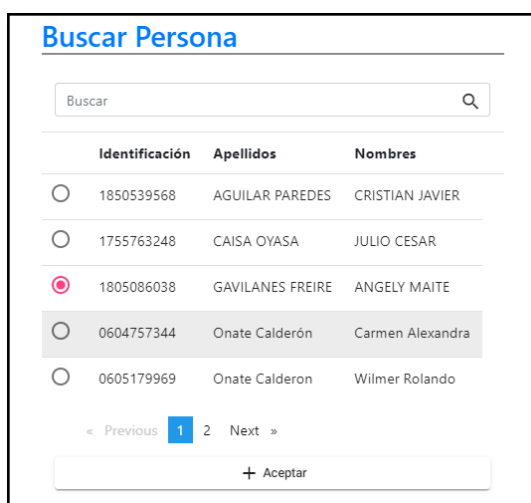 Buscar Persona
Buscar
Identificación Apellidos Nombres
1850539568 AGUILAR PAREDES CRISTIAN JAVIER
1755763248 CAISA OYASA JULIO CESAR
1805086038 GAVILANES FREIRE ANGELY MAITE
0604757344 Onate Calderón Carmen Alexandra
0605179969 Onate Calderon Wilmer Rolando
« Previous 1 2 Next »
+ Aceptar